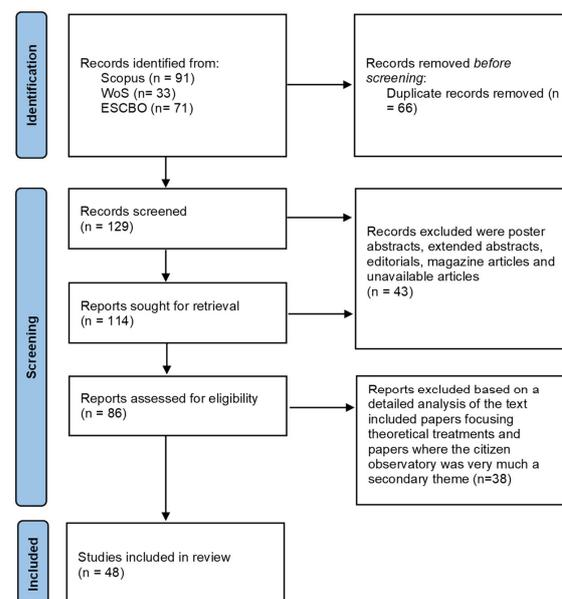 Identification
Records identified from:
Scopus (n = 91)
WoS (n= 33)
ESCBO (n= 71)
Records removed before
screening:
Duplicate records removed (n
= 66)
Screening
Records screened
(n = 129)
Records excluded were poster
abstracts, extended abstracts,
editorials, magazine articles and
unavailable articles
(n = 43)
Reports sought for retrieval
(n = 114)
Reports assessed for eligibility
(n = 86)
Reports excluded based on a
detailed analysis of the text
included papers focusing
theoretical treatments and
papers where the citizen
observatory was very much a
secondary theme (n=38)
Included
Studies included in review
(n = 48)